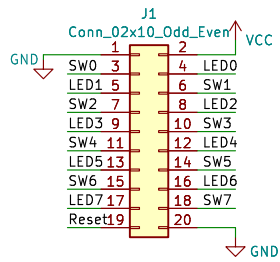 J1
Conn_02x10_Odd_Even
1 2 VCC
GND
SW0 3 4 LED0
LED1 5 6 SW1
SW2 7 8 LED2
LED3 9 10 SW3
SW4 11 12 LED4
LED5 13 14 SW5
SW6 15 16 LED6
LED7 17 18 SW7
Reset 19 20
GND